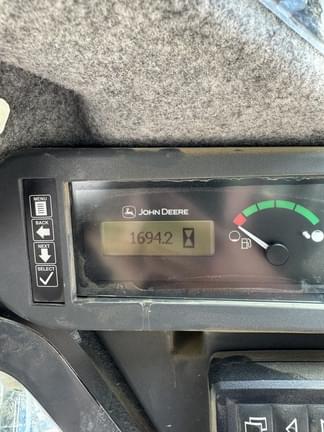 MENU
BACK
NEXT
SELECT
JOHN DEERE
1694.2